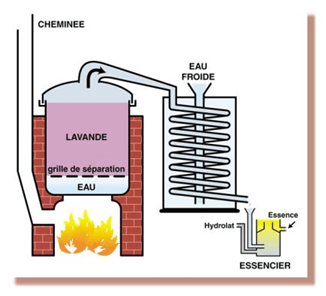 CHEMINEE
EAU
FROIDE
LAVANDE
grille de séparation
EAU
Essence
Hydrolat
ESSENCIER